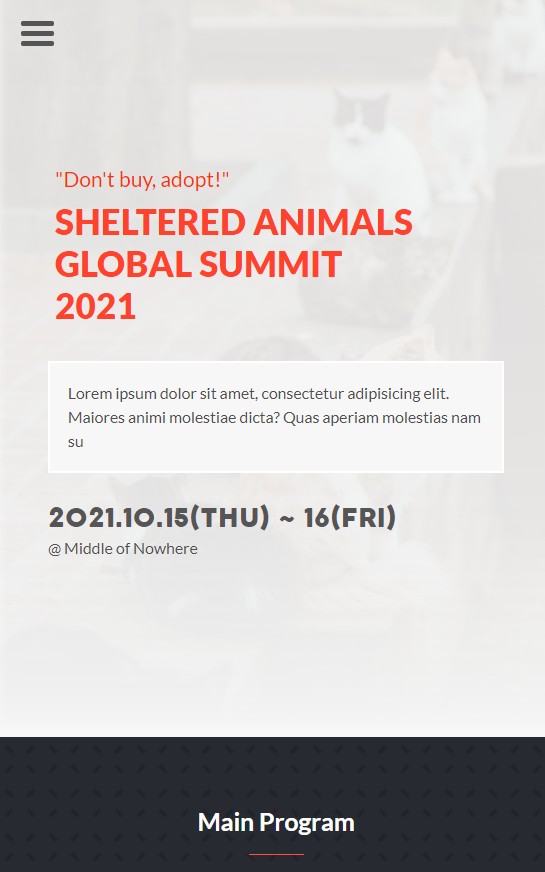 "Don't buy, adopt!"
SHELTERED ANIMALS
GLOBAL SUMMIT
2021
Lorem ipsum dolor sit amet, consectetur adipisicing elit.
Maiores animi molestiae dicta? Quas aperiam molestias nam
su
2021.10.15(THU) ~ 16(FRI)
@ Middle of Nowhere
Main Program